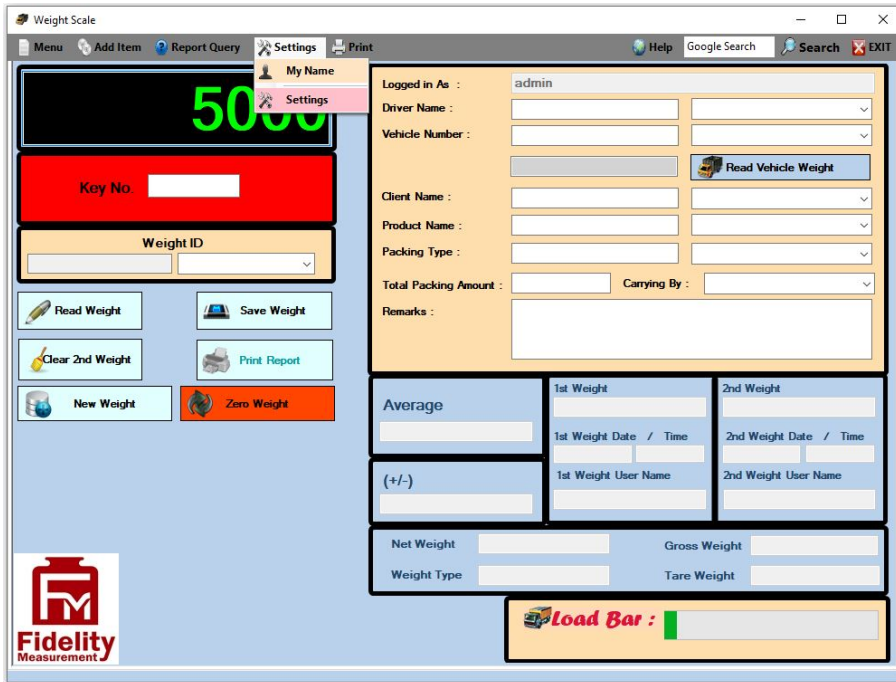 Weight Scale
Menu Add Item Report Query Settings Print Help Google Search Search EXIT
My Name
Settings
5000
Key No.
Weight ID
Read Weight Save Weight
Clear 2nd Weight Print Report
New Weight Zero Weight
Logged in As : admin
Driver Name :
Vehicle Number :
Read Vehicle Weight
Client Name :
Product Name :
Packing Type :
Total Packing Amount : Carrying By :
Remarks :
Average
(+/-)
1st Weight 2nd Weight
1st Weight Date / Time 2nd Weight Date / Time
1st Weight User Name 2nd Weight User Name
Net Weight Gross Weight
Weight Type Tare Weight
Load Bar :
FM
Fidelity
Measurement